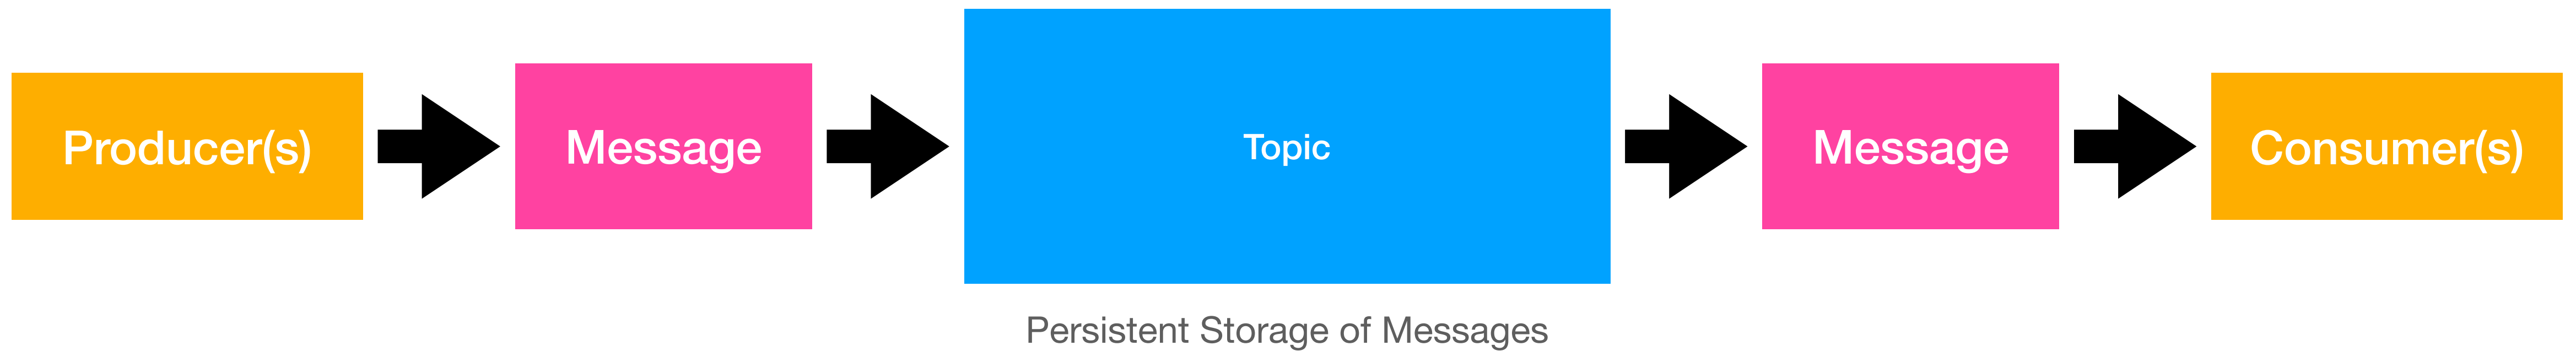 Producer(s)
Message
Topic
Message
Consumer(s)
Persistent Storage of Messages